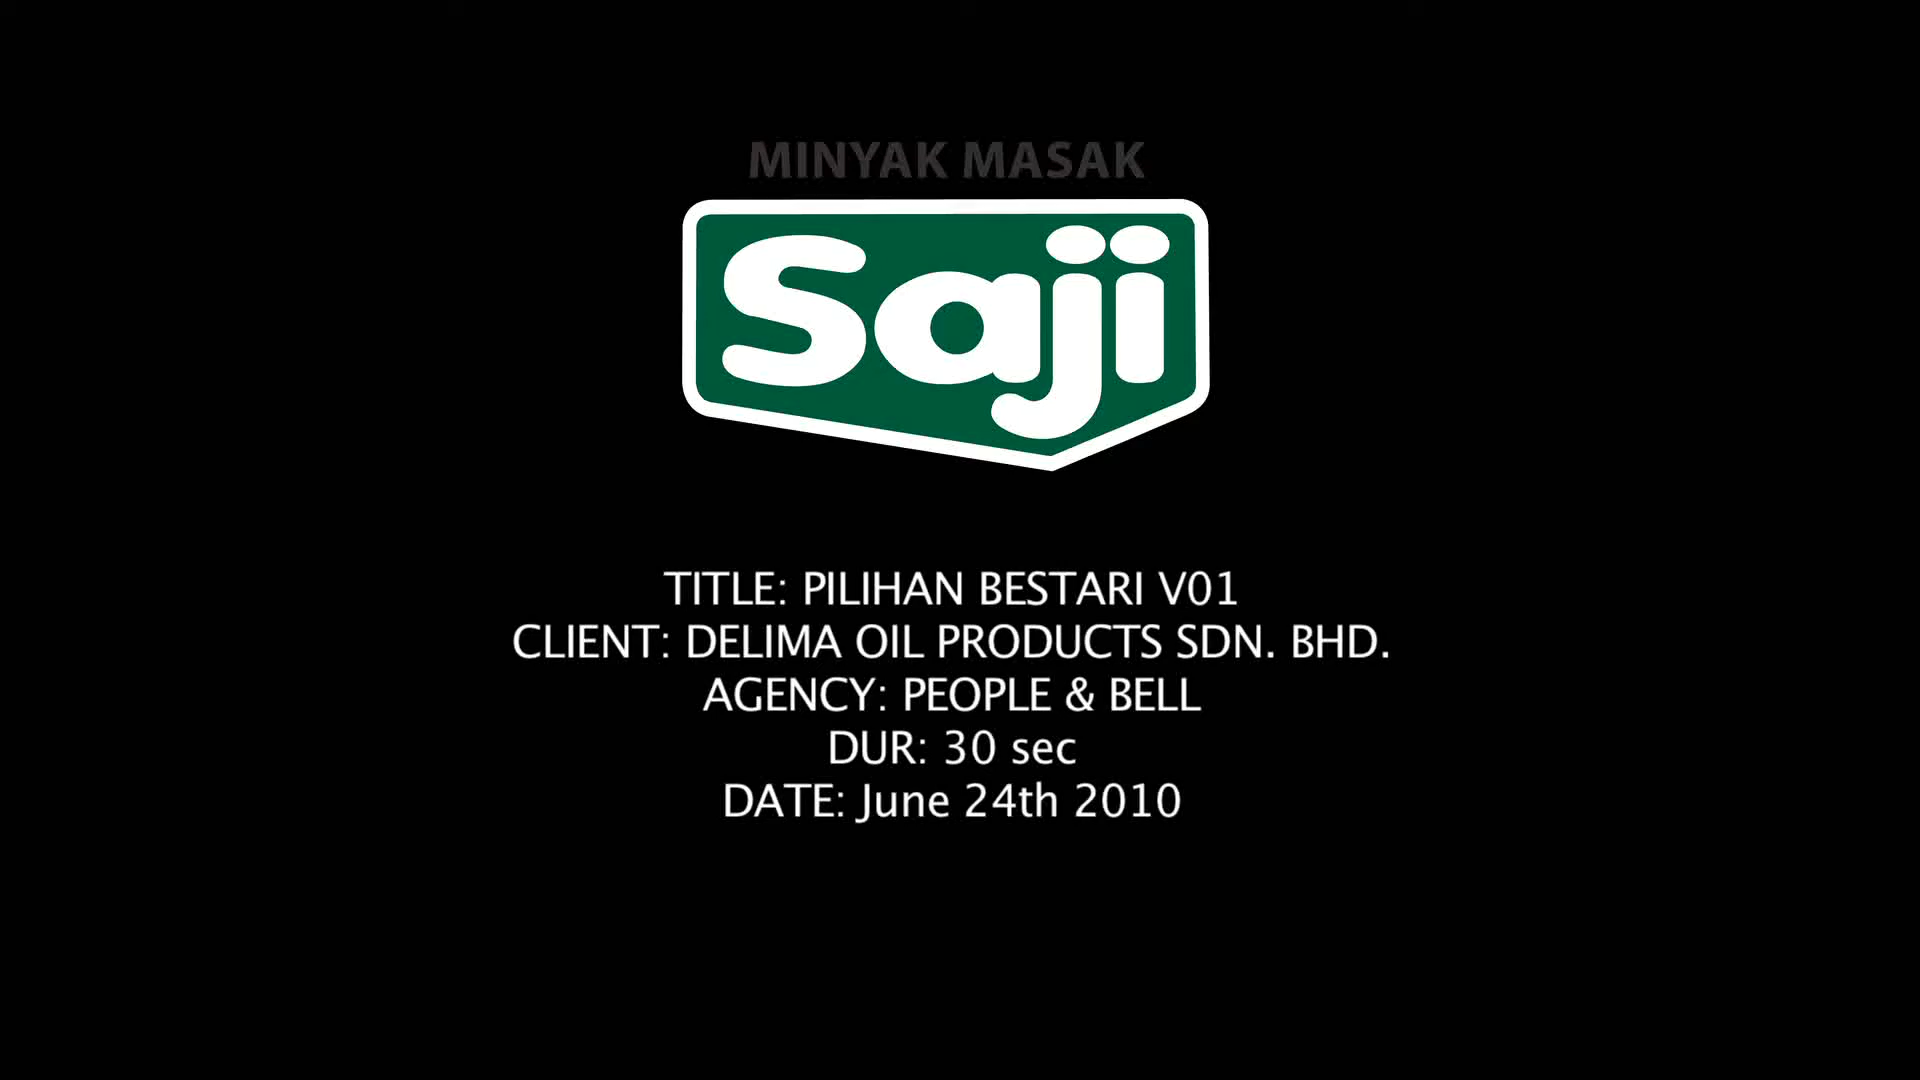 MINYAK MASAK
Saji
TITLE: PILIHAN BESTARI V01
CLIENT: DELIMA OIL PRODUCTS SDN. BHD.
AGENCY: PEOPLE & BELL
DUR: 30 sec
DATE: June 24th 2010